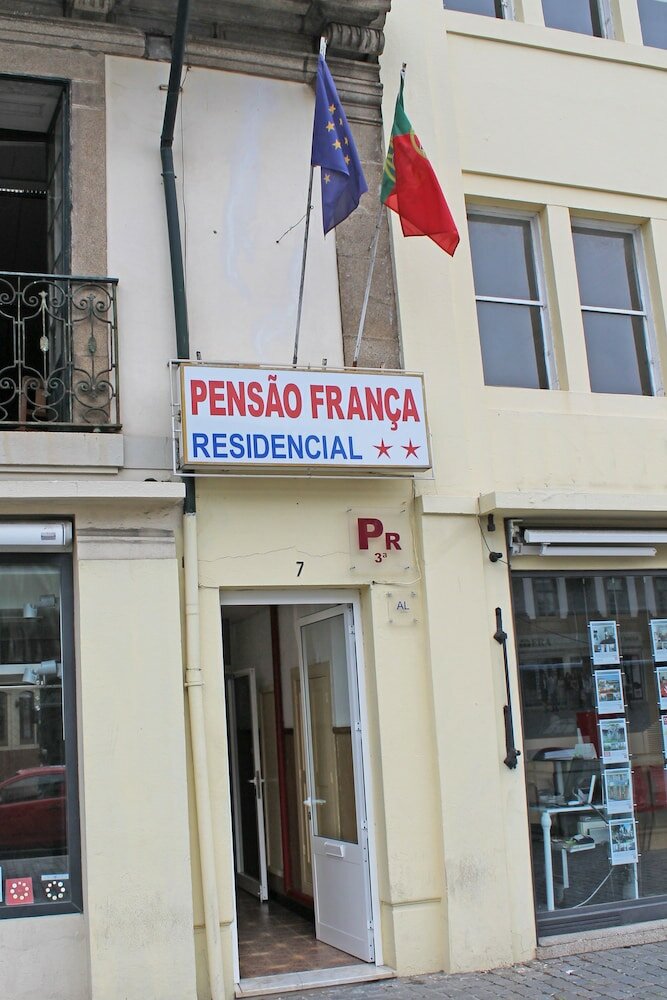 PENSÃO FRANÇA
RESIDENCIAL ★★
PR
3ª
7
AL